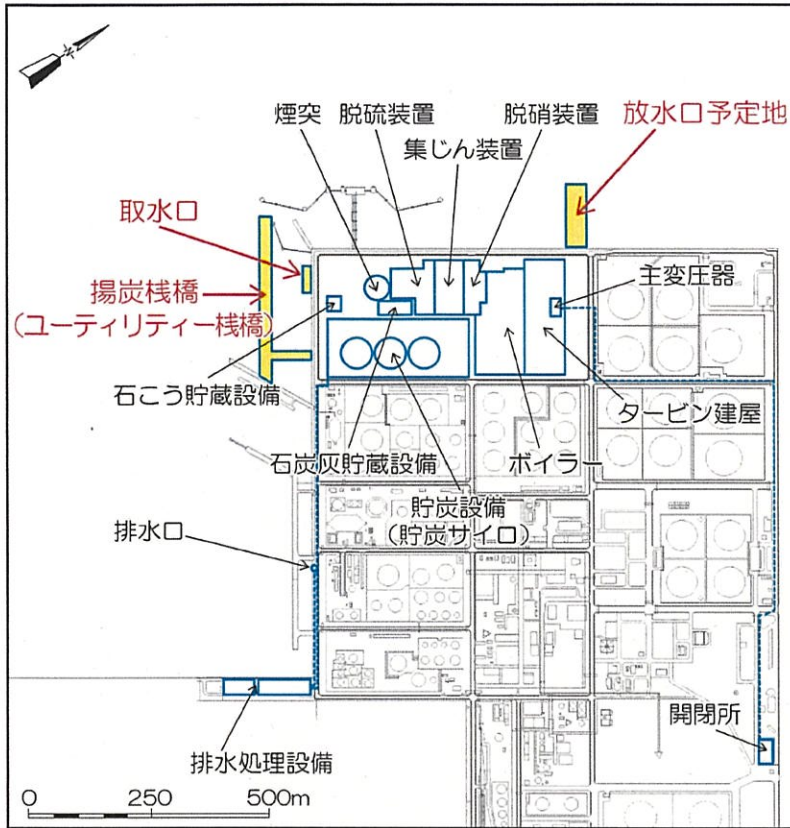 煙突
脱硫装置
脱硝装置
放水口予定地
集じん装置
取水口
主変圧器
揚炭桟橋
(ユーティリティー桟橋)
石こう貯蔵設備
タービン建屋
石炭灰貯蔵設備
ボイラー
貯炭設備
(貯炭サイロ)
排水口
開閉所
排水処理設備
0
250
500m